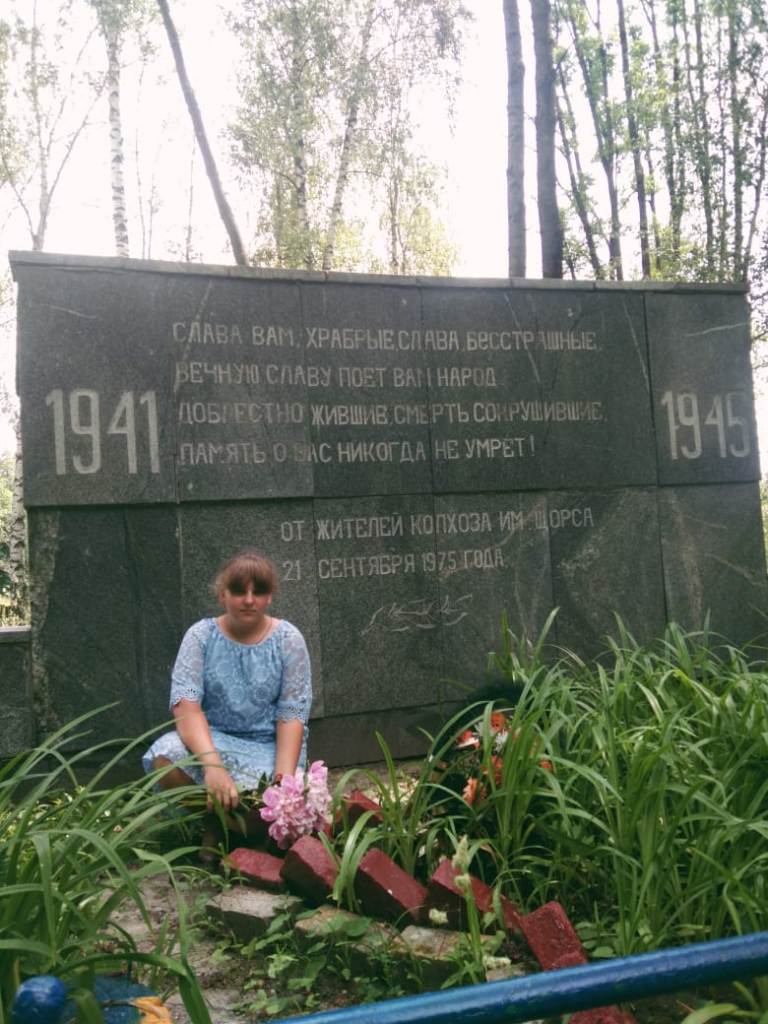 СЛАВА ВАМ, ХРАБРЫЕ, СЛАВА, БЕССТРАШНЫЕ,
ВЕЧНУЮ СЛАВУ ПОЕТ ВАМ НАРОД.
1941
ДОБЛЕСТНО ЖИВШИЕ, СМЕРТЬ СОКРУШИВШИЕ,
1945
ПАМЯТЬ О ВАС НИКОГДА НЕ УМРЁТ!
ОТ ЖИТЕЛЕЙ КОЛХОЗА ИМ. ЩОРСА
21 СЕНТЯБРЯ 1975 ГОДА.